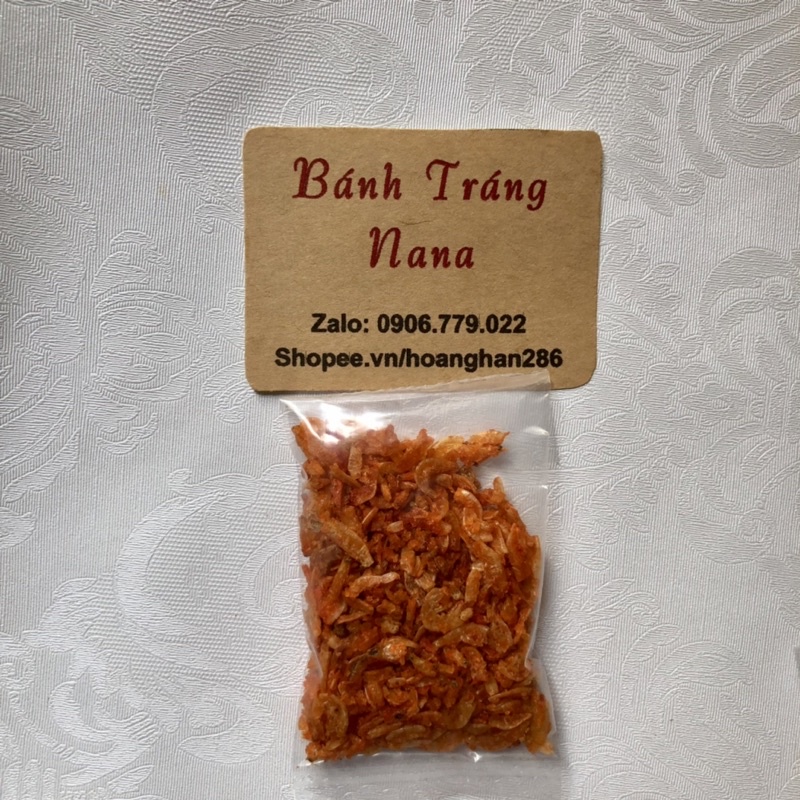 Bánh Tráng
Nana
Zalo: 0906.779.022
Shopee.vn/hoanghan286